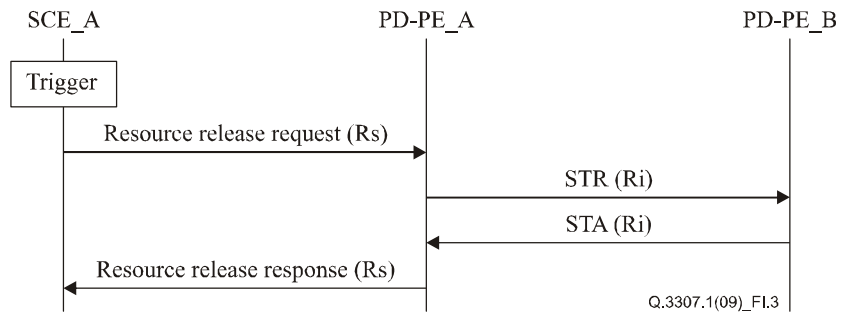 SCE_A
PD-PE_A
PD-PE_B
Trigger
Resource release request (Rs)
STR (Ri)
STA (Ri)
Resource release response (Rs)
Q.3307.1(09)_FI.3